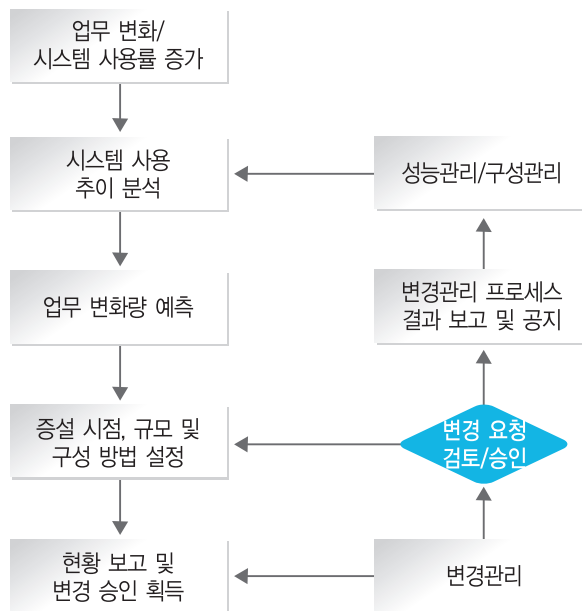 업무 변화/
시스템 사용률 증가
시스템 사용
추이 분석
성능관리/구성관리
업무 변화량 예측
변경관리 프로세스
결과 보고 및 공지
증설 시점, 규모 및
구성 방법 설정
변경 요청
검토/승인
현황 보고 및
변경 승인 획득
변경관리